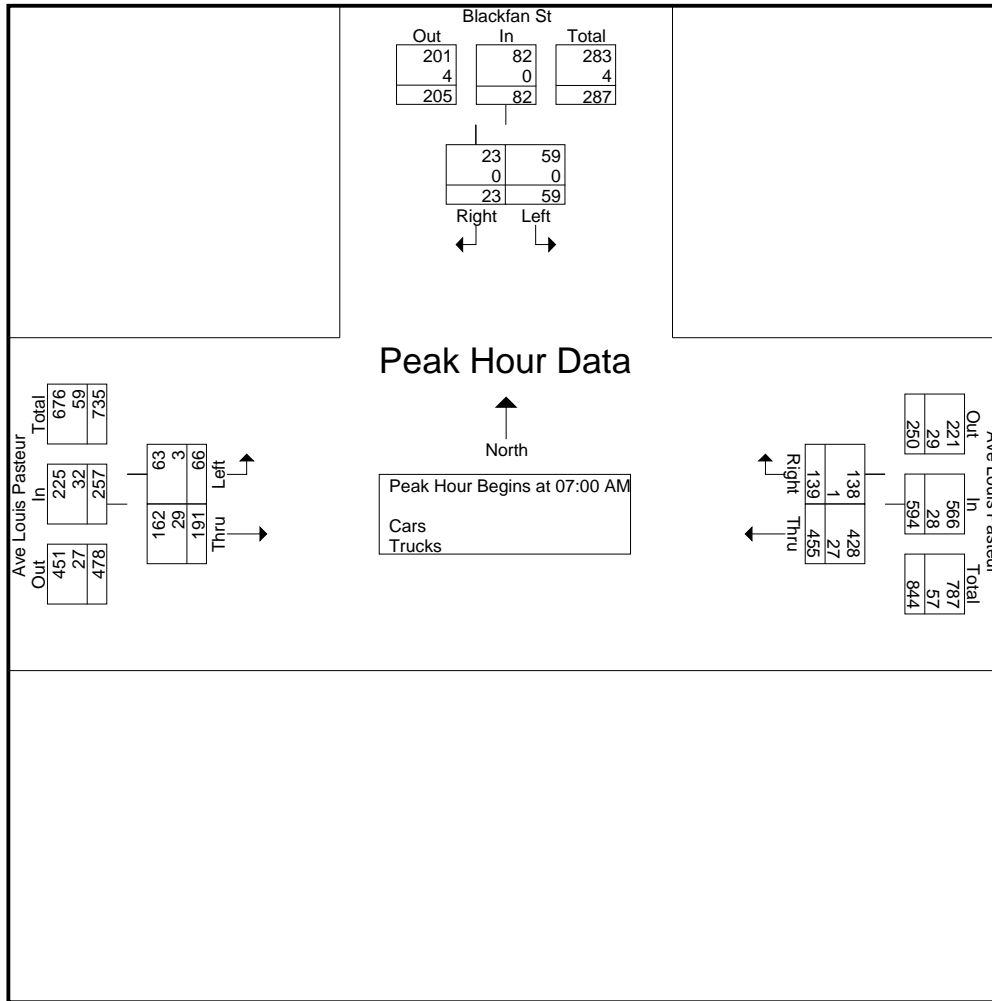 Blackfan St
Out In Total
201 82 283
4 0 4
205 82 287
23 59
0 0
23 59
Right Left
Peak Hour Data
North
Peak Hour Begins at 07:00 AM
Cars
Trucks
Ave Louis Pasteur
Out In Total
451 225 676
27 32 59
478 257 735
Thru Left
162 63
29 3
191 66
Ave Louis Pasteur
Out In Total
221 566 787
29 28 57
250 594 844
Right Thru
138 428
1 27
139 455